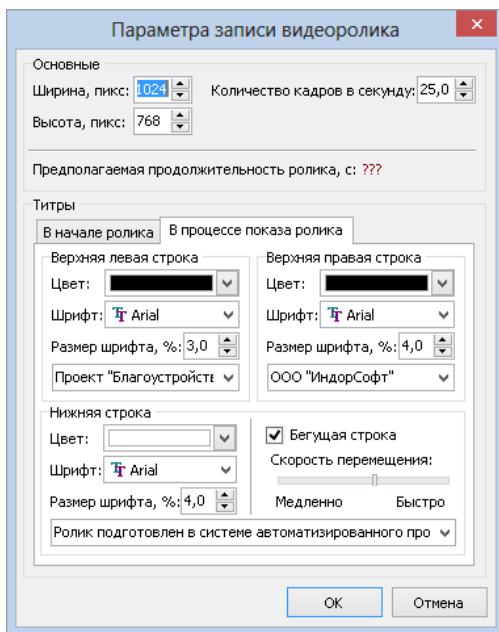 Параметра записи видеоролика
Основные
Ширина, пикс: 1024 Количество кадров в секунду: 25,0
Высота, пикс: 768
Предполагаемая продолжительность ролика, с: ???
Титры
В начале ролика В процессе показа ролика
Верхняя левая строка Верхняя правая строка
Цвет: Цвет:
Шрифт: Arial Шрифт: Arial
Размер шрифта, %: 3,0 Размер шрифта, %: 4,0
Проект "Благоустройств ООО "ИндорСофт"
Нижняя строка
Цвет: Бегущая строка
Шрифт: Arial Скорость перемещения:
Размер шрифта, %: 4,0 Медленно Быстро
Ролик подготовлен в системе автоматизированного про
ОК Отмена